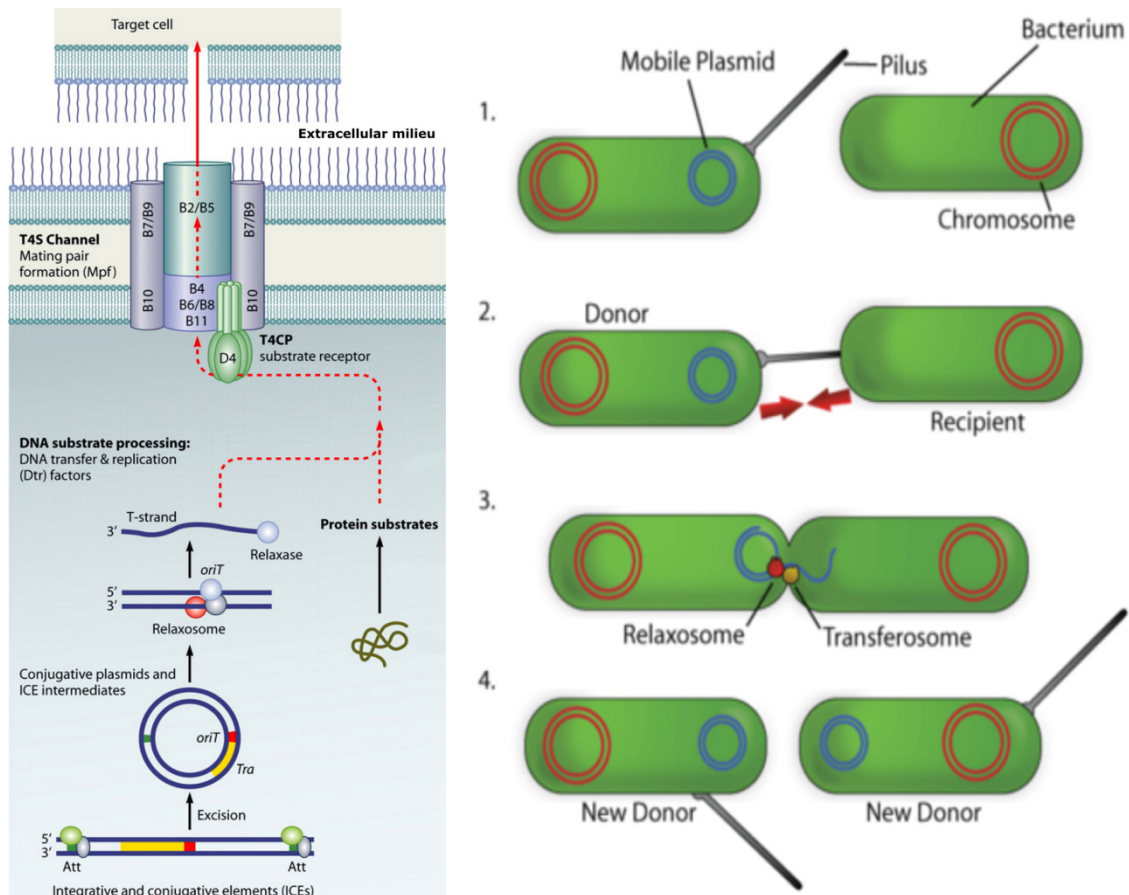 Target cell
Extracellular milieu
B7/B9
B2/B5
B7/B9
T4S Channel
Mating pair
formation (Mpf)
B10
B4
B6/B8
B11
B10
T4CP
substrate receptor
D4
DNA substrate processing:
DNA transfer & replication
(Dtr) factors
T-strand
3′
Relaxase
Protein substrates
oriT
5′
3′
Relaxosome
Conjugative plasmids and
ICE intermediates
oriT
Tra
Excision
5′
3′
Att
Att
Integrative and conjugative elements (ICEs)
1.
Mobile Plasmid
Pilus
Bacterium
Chromosome
2.
Donor
Recipient
3.
Relaxosome
Transferosome
4.
New Donor
New Donor